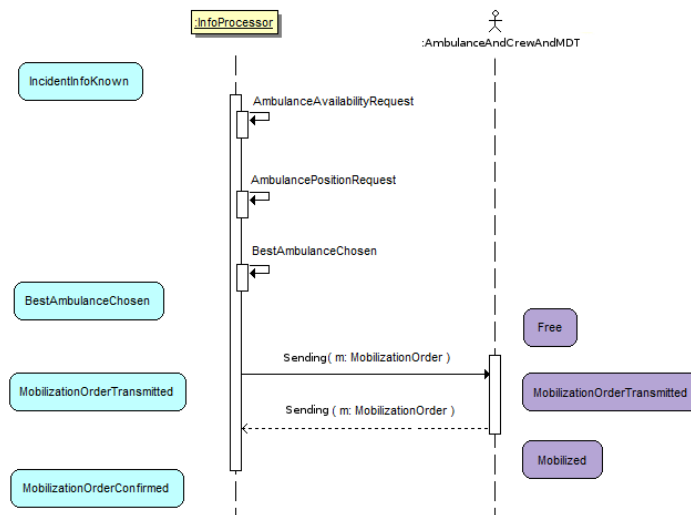 :InfoProcessor
:AmbulanceAndCrewAndMDT
IncidentInfoKnown
AmbulanceAvailabilityRequest
AmbulancePositionRequest
BestAmbulanceChosen
BestAmbulanceChosen
Free
Sending( m: MobilizationOrder )
MobilizationOrderTransmitted
MobilizationOrderTransmitted
Sending ( m: MobilizationOrder )
Mobilized
MobilizationOrderConfirmed